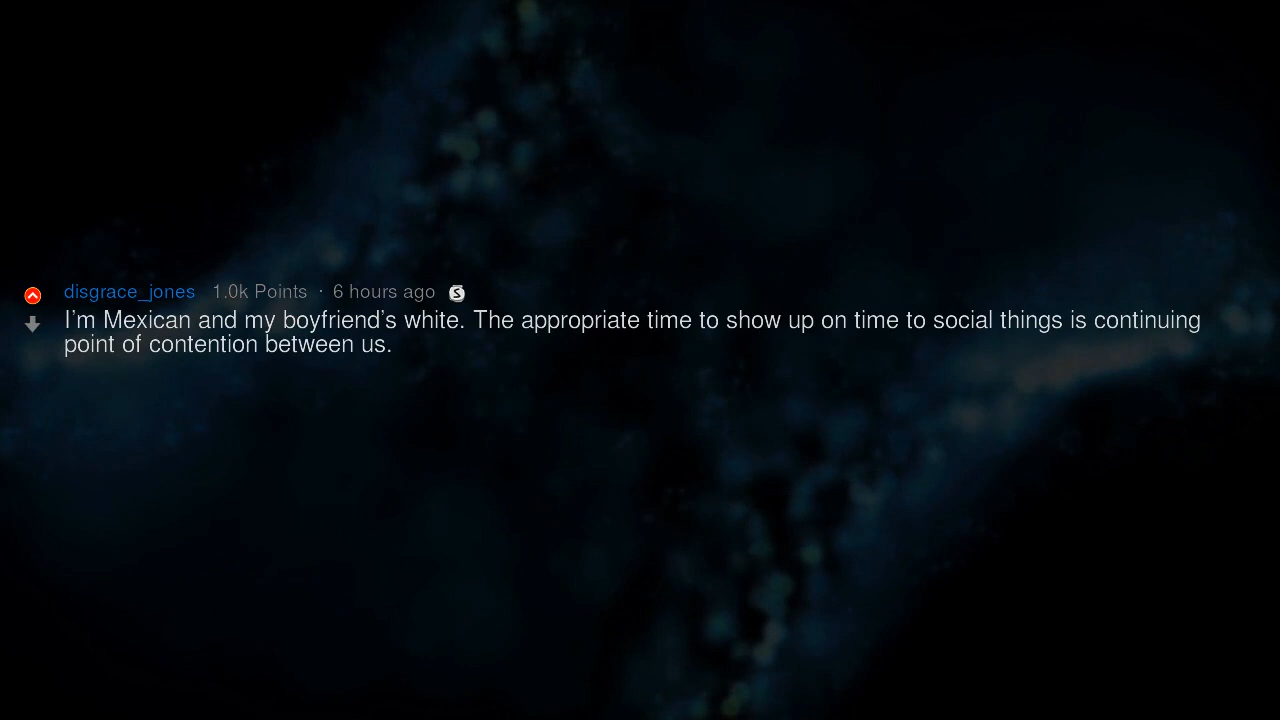 disgrace_jones 1.0k Points · 6 hours ago S
I'm Mexican and my boyfriend's white. The appropriate time to show up on time to social things is continuing
point of contention between us.